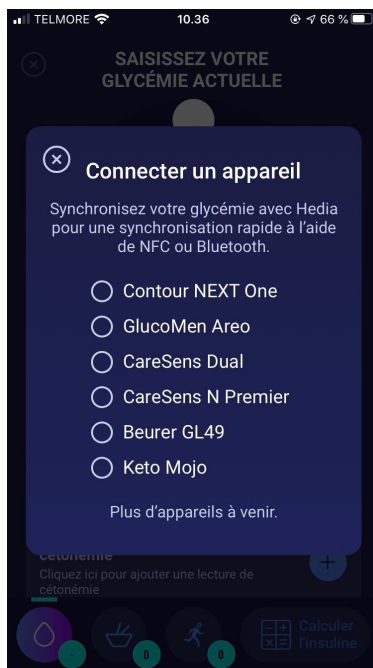 TELMORE 10.36 66 %
SAISISSEZ VOTRE
GLYCÉMIE ACTUELLE
Connecter un appareil
Synchronisez votre glycémie avec Hedia
pour une synchronisation rapide à l'aide
de NFC ou Bluetooth.
Contour NEXT One
GlucoMen Areo
CareSens Dual
CareSens N Premier
Beurer GL49
Keto Mojo
Plus d'appareils à venir.
cétonémie
Cliquez ici pour ajouter une lecture de
cétonémie
- 0 0
Calculer
l'insuline